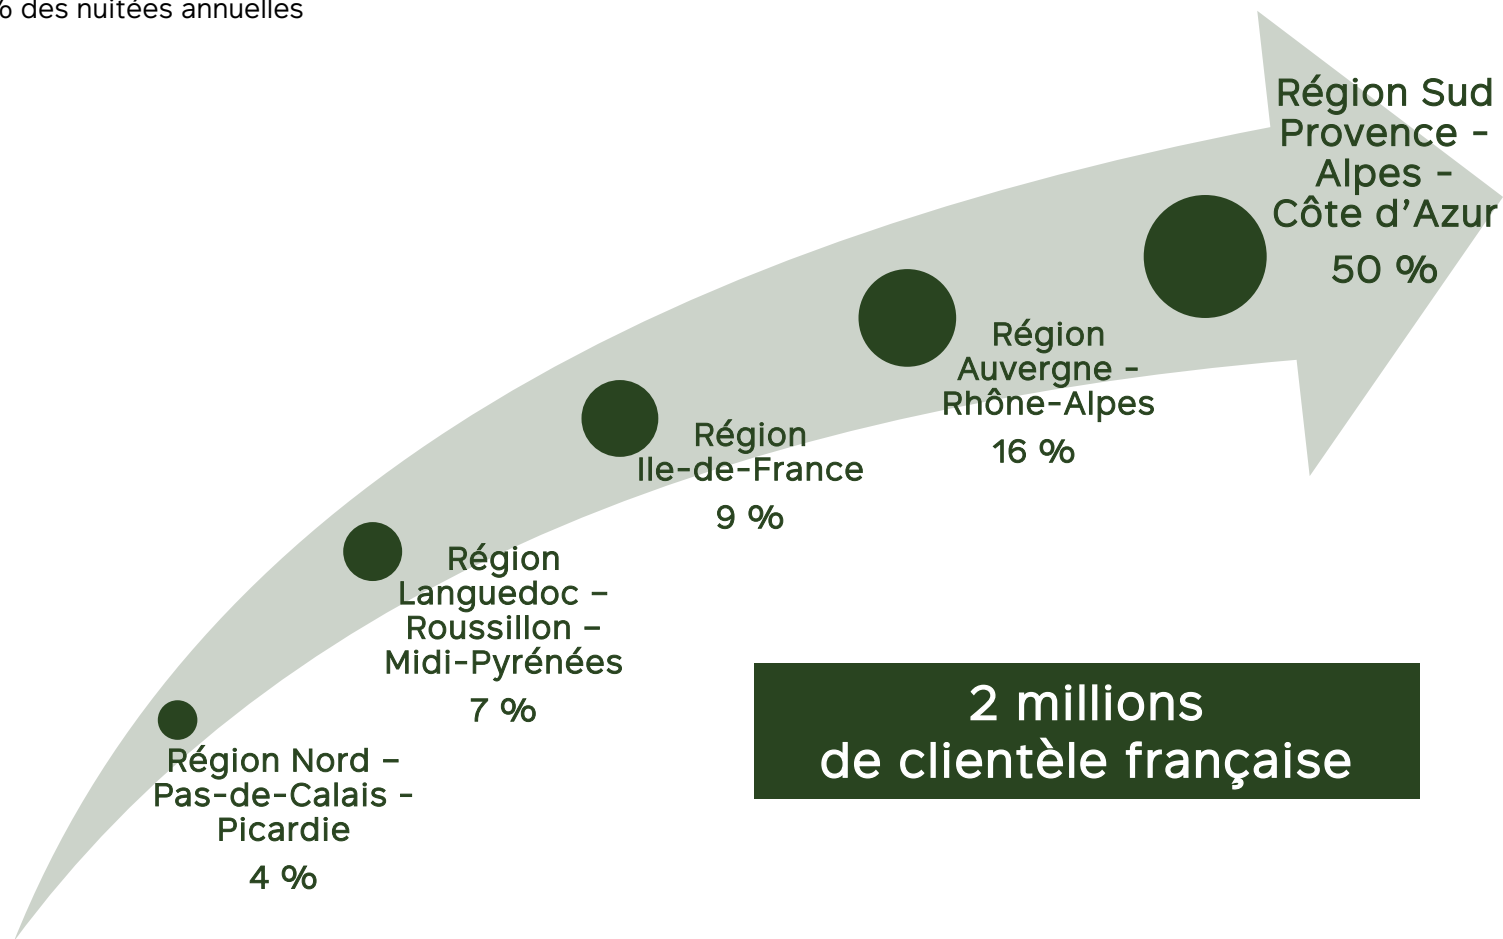 % des nuitées annuelles
Région Sud
Provence -
Alpes -
Côte d’Azur
50 %
Région
Auvergne -
Rhône-Alpes
16 %
Région
Ile-de-France
9 %
Région
Languedoc –
Roussillon –
Midi-Pyrénées
7 %
Région Nord –
Pas-de-Calais -
Picardie
4 %
2 millions
de clientèle française